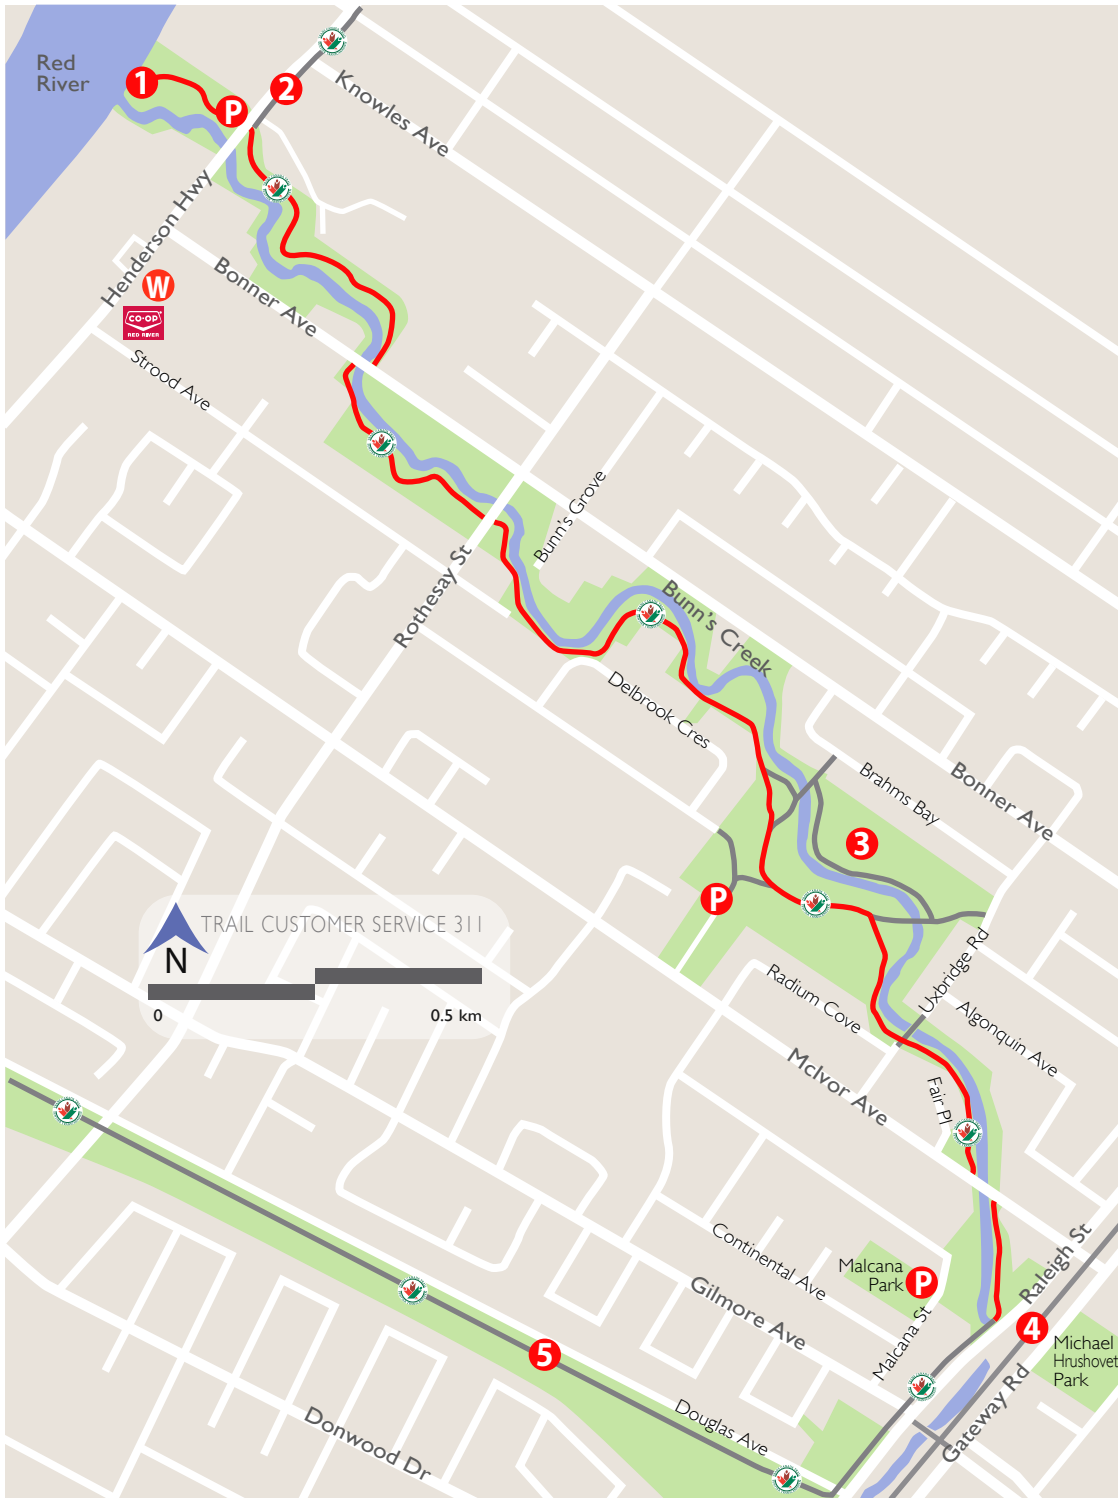 Red
River
1
P
2
Knowles Ave
Henderson Hwy
Bonner Ave
W
CO-OP
RED RIVER
Strood Ave
Bunn's Grove
Rothesay St
Bunn's Creek
Delbrook Cres
Brahms Bay
Bonner Ave
3
P
TRAIL CUSTOMER SERVICE 311
N
0
0.5 km
Uxbridge Rd
Radium Cove
Algonquin Ave
McIvor Ave
Fair Pl
Continental Ave
Malcana
Park
P
Gilmore Ave
Malcana St
Raleigh St
4
Michael
Hrushovet
Park
Gateway Rd
5
Douglas Ave
Donwood Dr